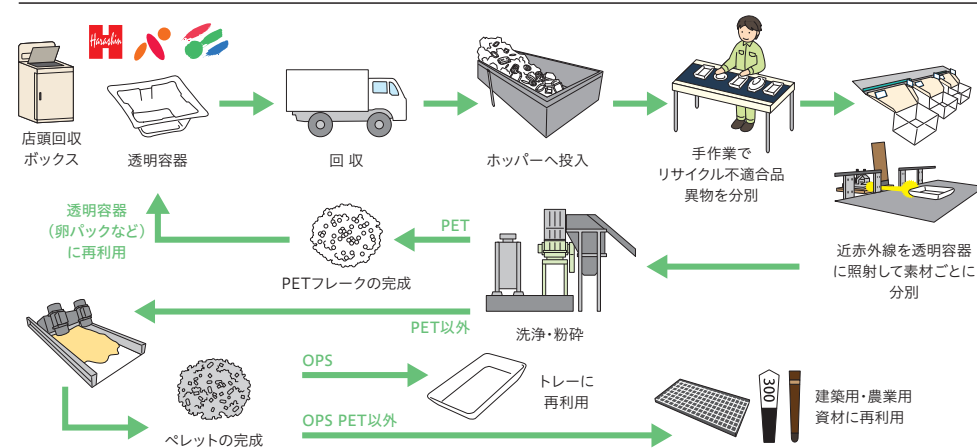 Harashin
店頭回収
ボックス
透明容器
回 収
ホッパーへ投入
手作業で
リサイクル不適合品
異物を分別
近赤外線を透明容器
に照射して素材ごとに
分別
洗浄・粉砕
PET
PETフレークの完成
透明容器
（卵パックなど）
に再利用
PET以外
ペレットの完成
OPS
トレーに
再利用
OPS PET以外
300
建築用・農業用
資材に再利用